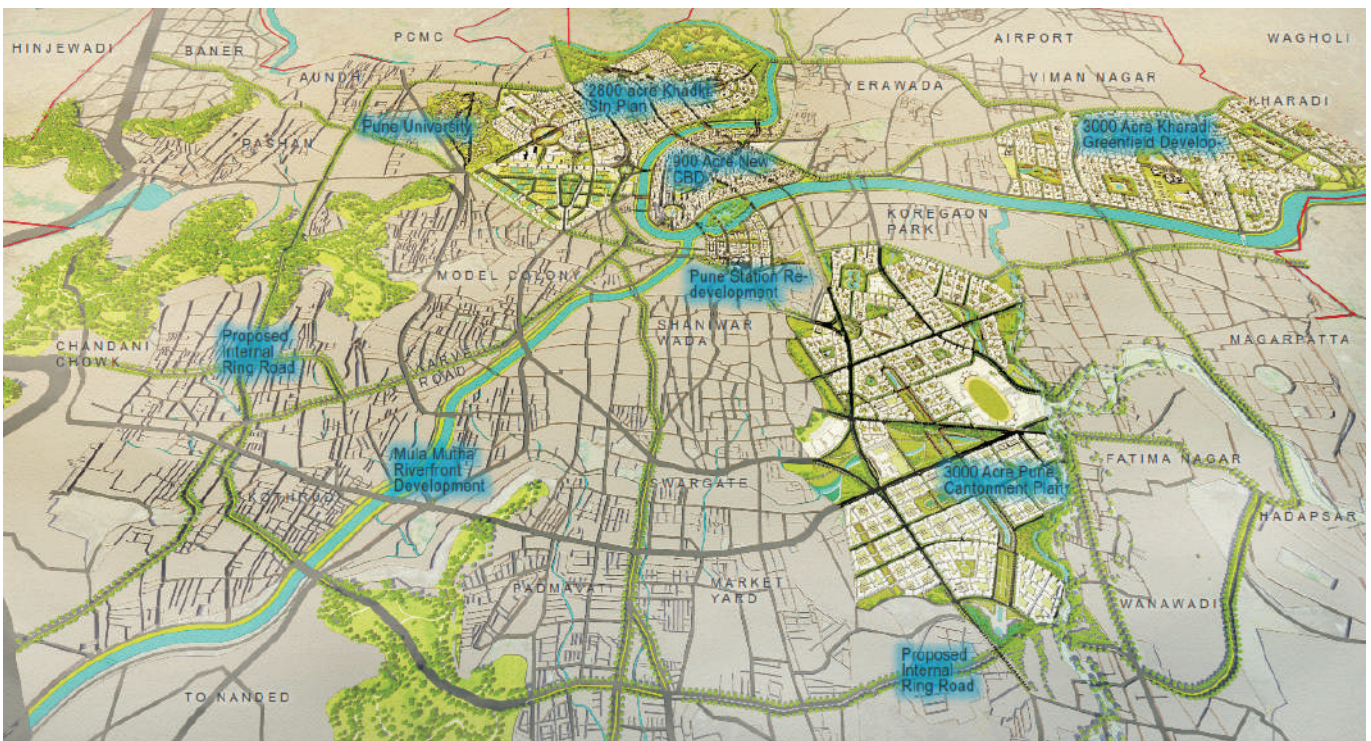 HINJEWADI
BANER
PCMC
AIRPORT
WAGHOLI
AUNDH
2800 acre Khadki
Stn Plan
YERAWADA
VIMAN NAGAR
KHARADI
Pune University
PASHAN
3000 Acre Kharadi
Greenfield Develop-
900 Acre New
CBD
KOREGAON
PARK
MODEL COLONY
Pune Station Re-
development
SHANIWAR
WADA
Proposed
Internal
Ring Road
CHANDANI
CHOWK
KARVE
ROAD
MAGARPATTA
Mula Mutha
Riverfront
Development
KOTHRUD
SWARGATE
3000 Acre Pune
Cantonment Plan
FATIMA NAGAR
HADAPSAR
PADMAVATI
MARKET
YARD
WANAWADI
Proposed
Internal
Ring Road
TO NANDED